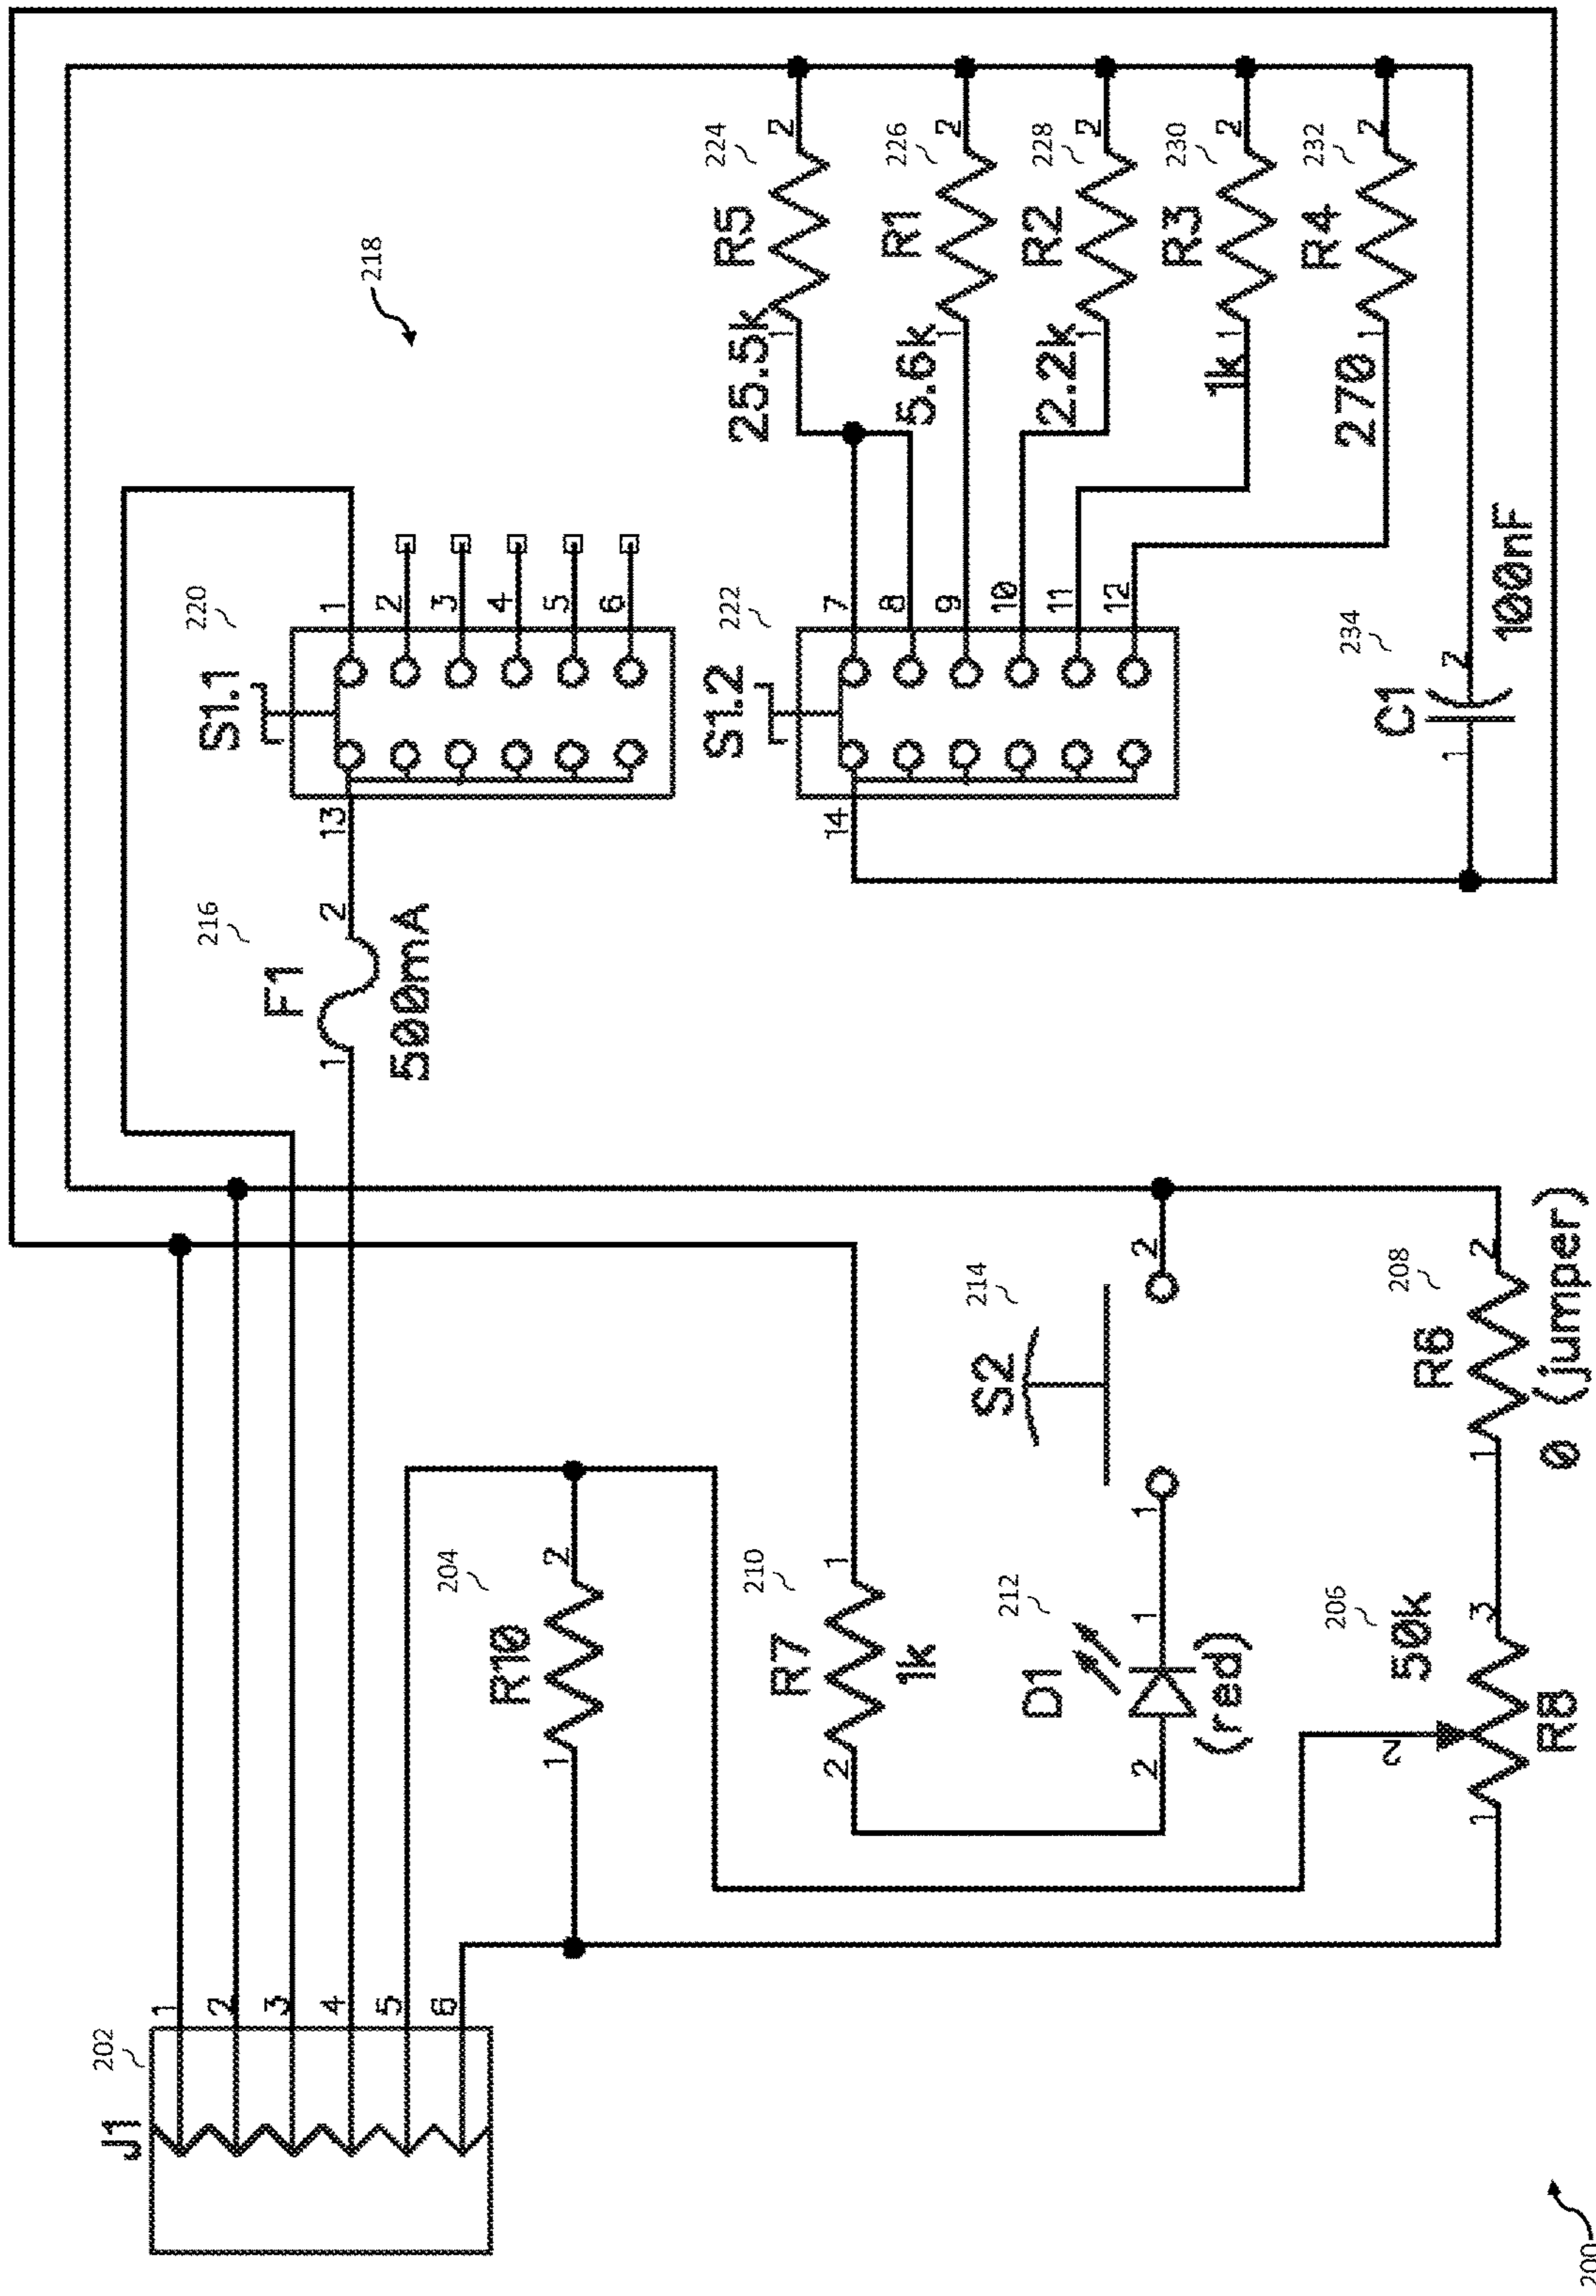 200
J1
202
1
2
3
4
5
6
R10
204
1
2
R7
210
1k
2
1
D1
212
(red)
2
1
S2
214
1
2
R8
206
50k
1
2
3
R6
208
0 (jumper)
1
2
F1
216
500mA
1
2
218
S1.1
220
13
1
2
3
4
5
6
S1.2
222
14
7
8
9
10
11
12
R5
224
25.5k
1
2
R1
226
5.6k
1
2
R2
228
2.2k
1
2
R3
230
1k
1
2
R4
232
270
1
2
C1
234
100nF
1
2